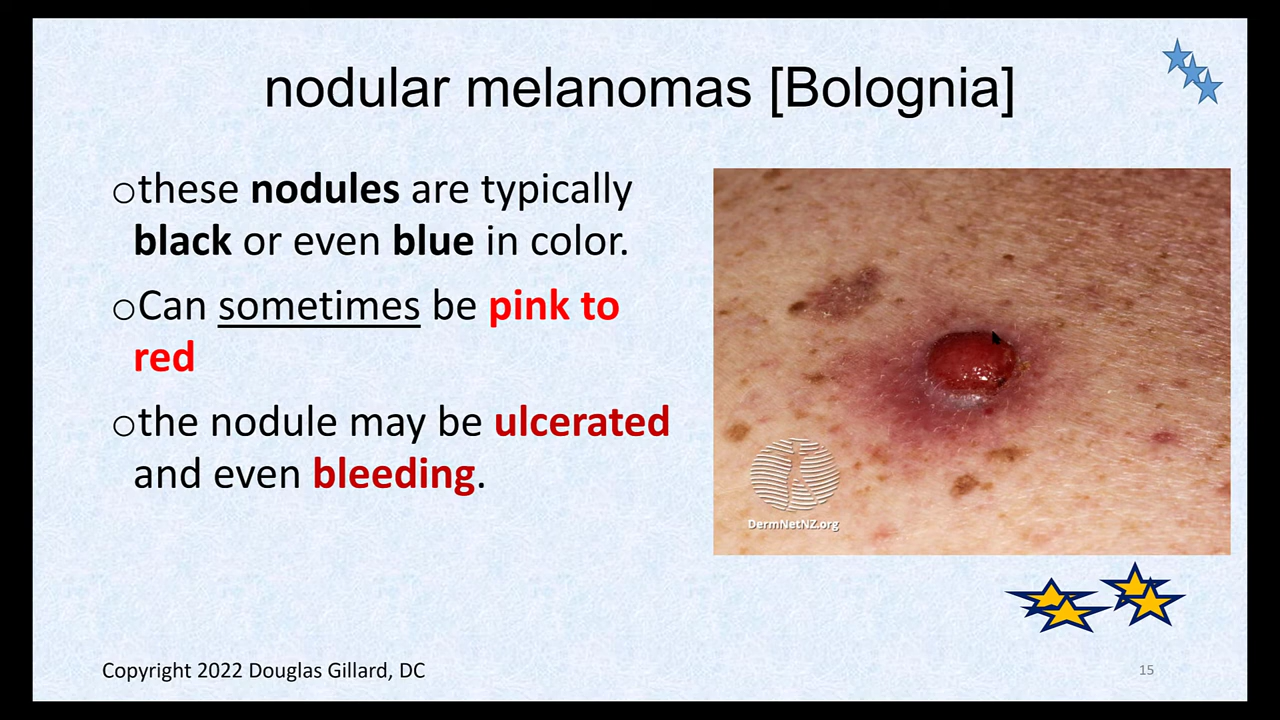 nodular melanomas [Bolognia]
○these nodules are typically
black or even blue in color.
○Can sometimes be pink to
red
○the nodule may be ulcerated
and even bleeding.
DermNetNZ.org
Copyright 2022 Douglas Gillard, DC
15